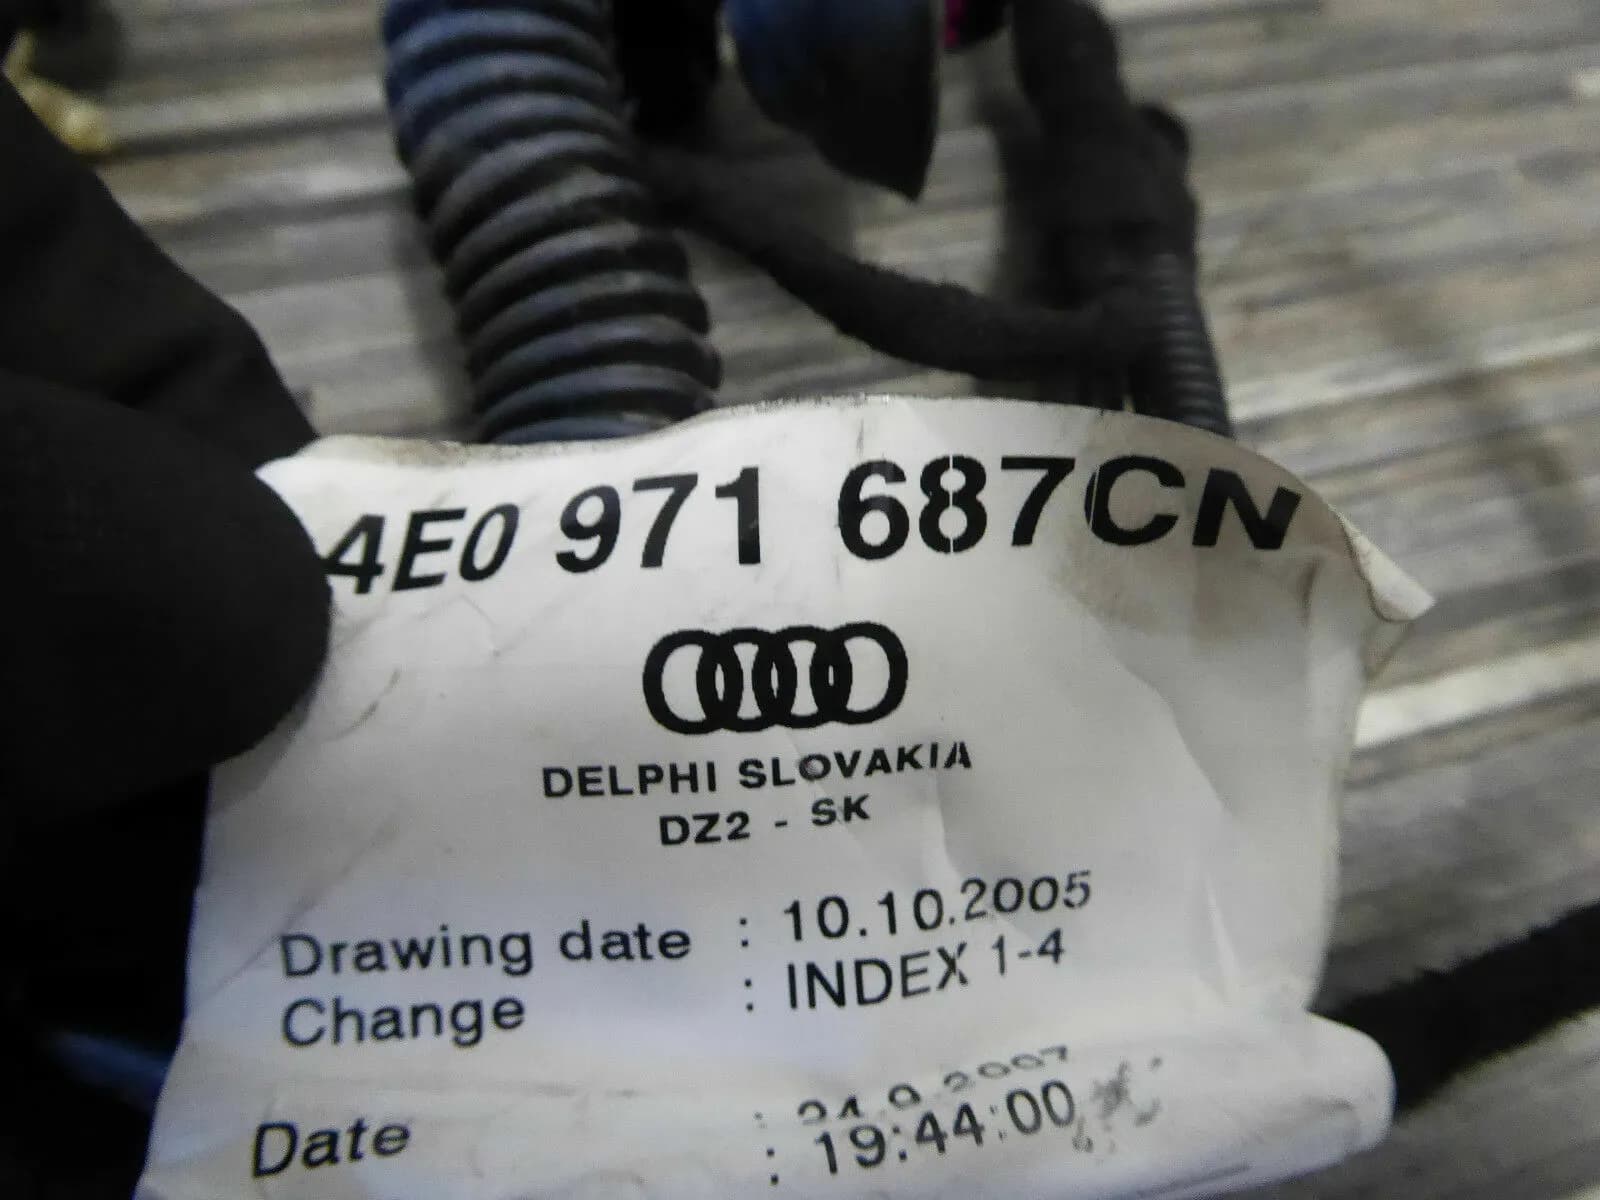 4E0 971 687CN
DELPHI SLOVAKIA
DZ2 - SK
Drawing date : 10.10.2005
Change : INDEX 1-4
Date :
: 19:44:00